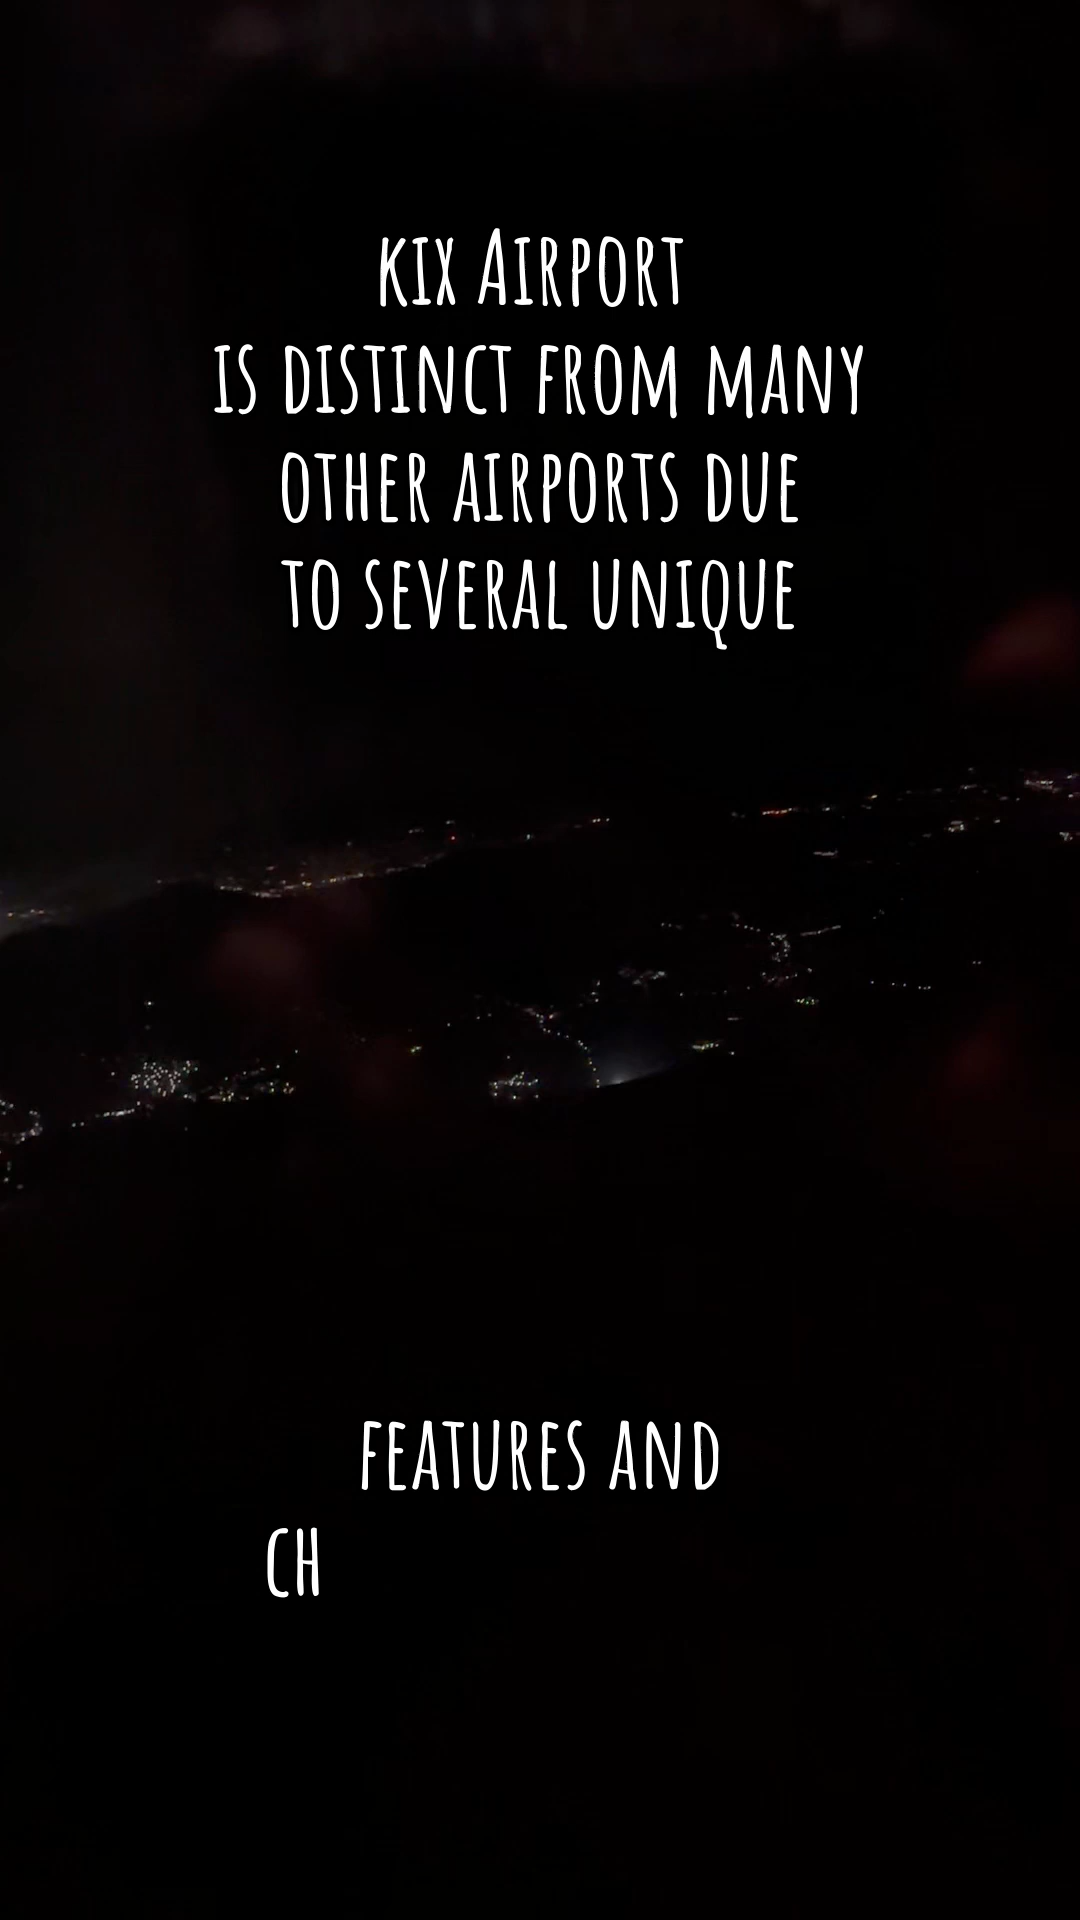 KIX AIRPORT
IS DISTINCT FROM MANY
OTHER AIRPORTS DUE
TO SEVERAL UNIQUE
FEATURES AND
CH